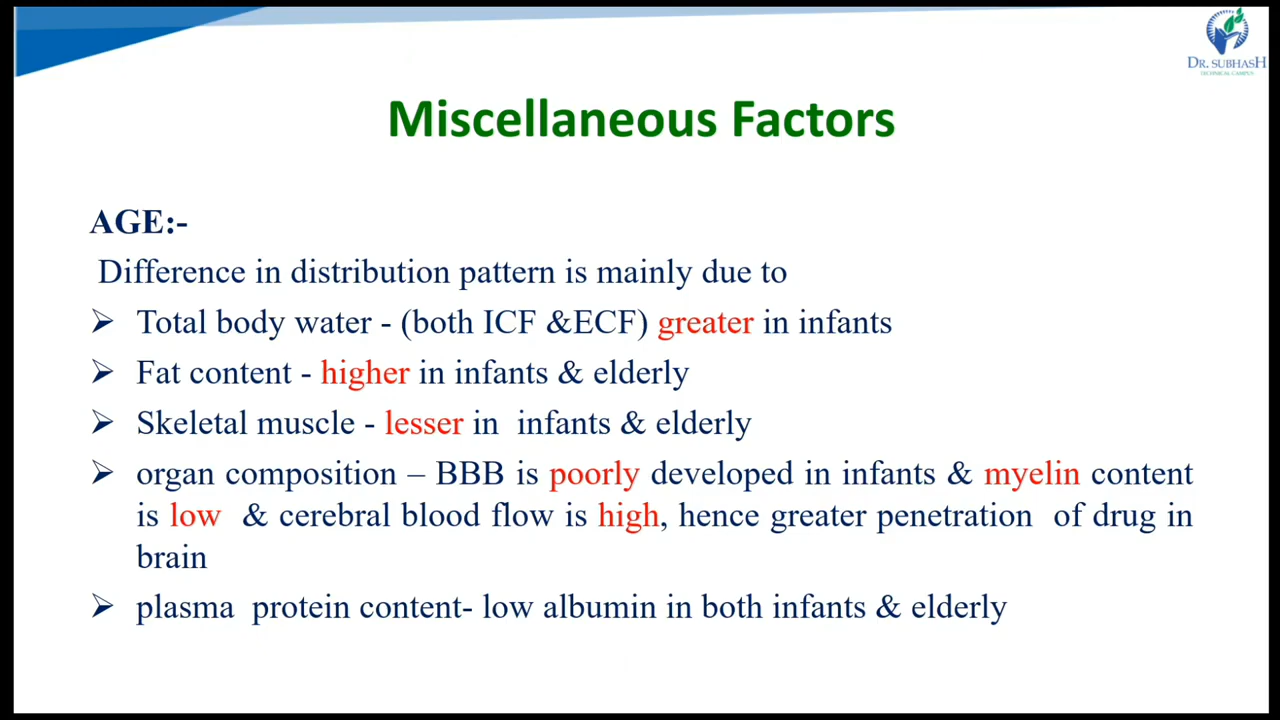 DR. SUBHASH
TECHNICAL CAMPUS
Miscellaneous Factors
AGE:-
Difference in distribution pattern is mainly due to
➢ Total body water - (both ICF &ECF) greater in infants
➢ Fat content - higher in infants & elderly
➢ Skeletal muscle - lesser in infants & elderly
➢ organ composition – BBB is poorly developed in infants & myelin content
is low & cerebral blood flow is high, hence greater penetration of drug in
brain
➢ plasma protein content- low albumin in both infants & elderly